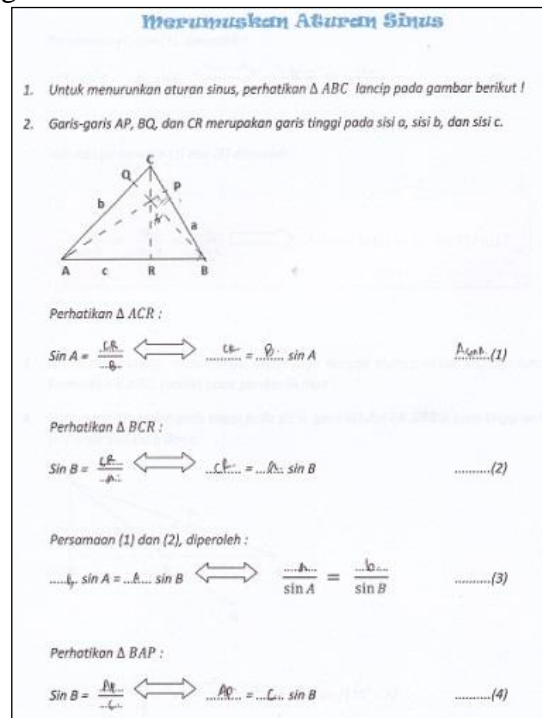 Merumuskan Aturan Sinus
1. Untuk menurunkan aturan sinus, perhatikan Δ ABC lancip pada gambar berikut !
2. Garis-garis AP, BQ, dan CR merupakan garis tinggi pada sisi a, sisi b, dan sisi c.
C
Q
P
b
a
A c R B
Perhatikan Δ ACR :
Sin A = CR/B ⟺ CR = B sin A ..........(1)
Perhatikan Δ BCR :
Sin B = CR/a ⟺ CR = a sin B ..........(2)
Persamaan (1) dan (2), diperoleh :
b sin A = a sin B ⟺ a/sin A = b/sin B ..........(3)
Perhatikan Δ BAP :
Sin B = AP/C ⟺ AP = C sin B ..........(4)